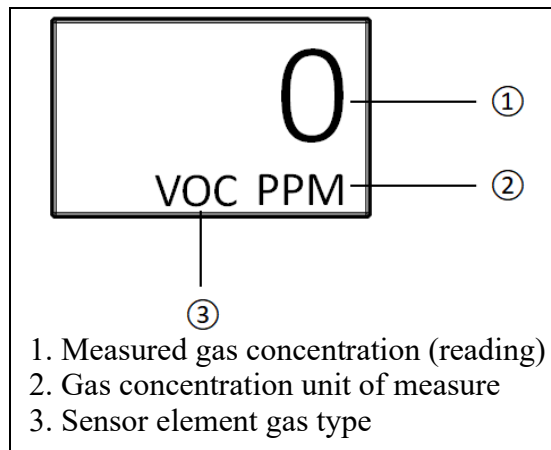 0
①
VOC PPM
②
③
1. Measured gas concentration (reading)
2. Gas concentration unit of measure
3. Sensor element gas type